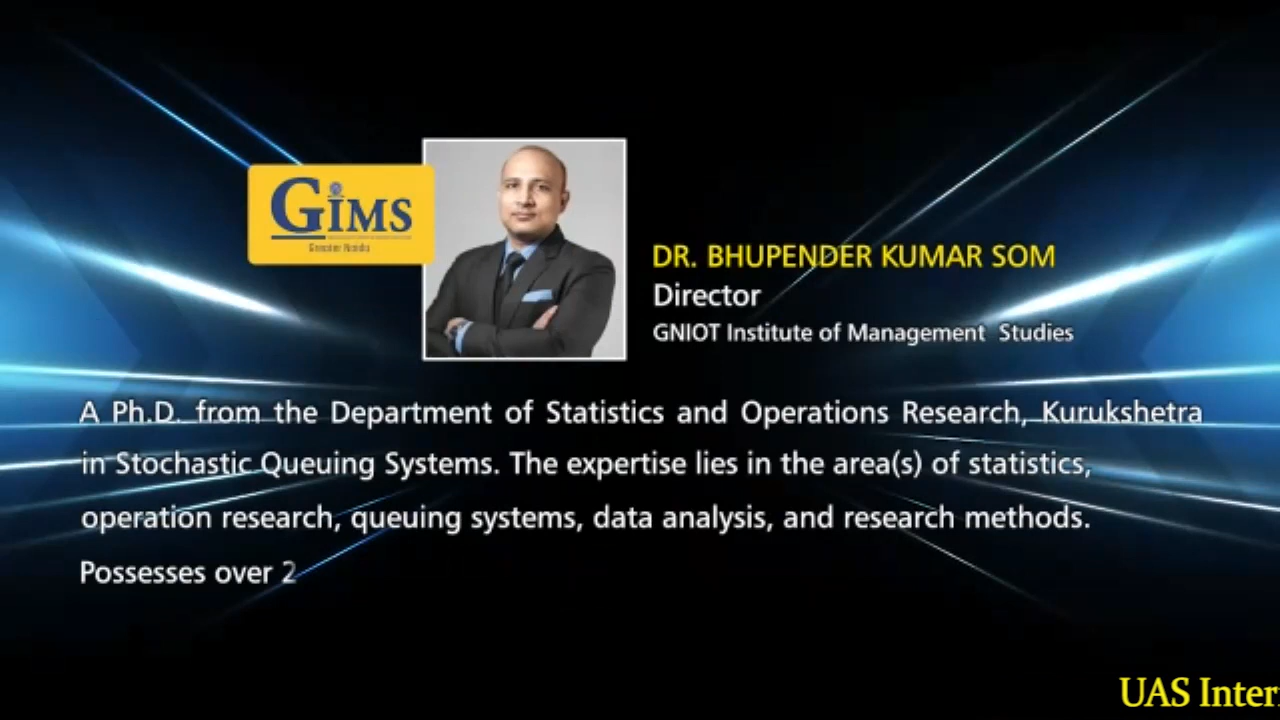 GIMS
Greater Noida
DR. BHUPENDER KUMAR SOM
Director
GNIOT Institute of Management Studies
A Ph.D. from the Department of Statistics and Operations Research, Kurukshetra
in Stochastic Queuing Systems. The expertise lies in the area(s) of statistics,
operation research, queuing systems, data analysis, and research methods.
Possesses over 2
UAS Inter